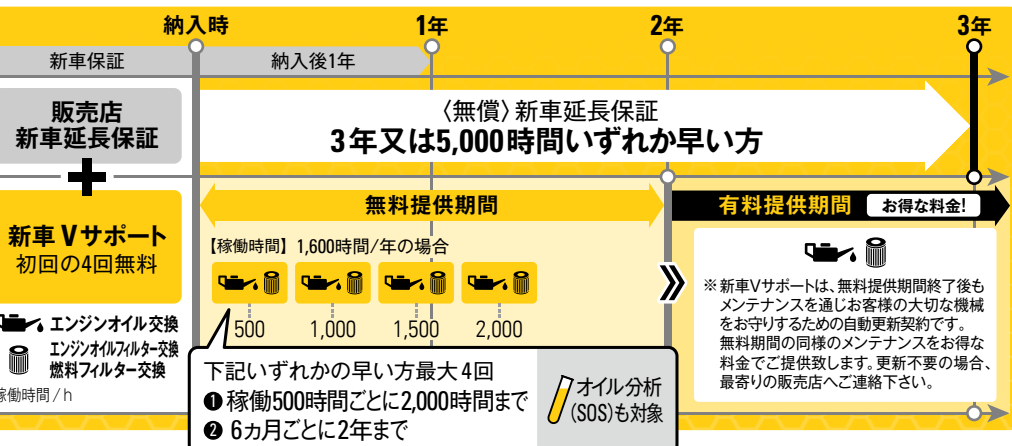 納入時
1年
2年
3年
新車保証
納入後1年
販売店
新車延長保証
〈無償〉新車延長保証
3年又は5,000時間いずれか早い方
新車Vサポート
初回の4回無料
無料提供期間
【稼働時間】1,600時間/年の場合
500
1,000
1,500
2,000
有料提供期間
お得な料金!
※新車Vサポートは、無料提供期間終了後も
メンテナンスを通じお客様の大切な機械
をお守りするための自動更新契約です。
無料期間の同様のメンテナンスをお得な
料金でご提供致します。更新不要の場合、
最寄りの販売店へご連絡下さい。
エンジンオイル交換
エンジンオイルフィルター交換
燃料フィルター交換
稼働時間/h
下記いずれかの早い方最大4回
❶稼働500時間ごとに2,000時間まで
❷6ヵ月ごとに2年まで
オイル分析
(SOS)も対象